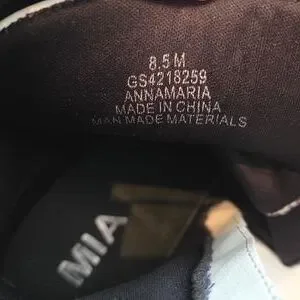 8.5 M
GS4218259
ANNAMARIA
MADE IN CHINA
MAN MADE MATERIALS
MIA